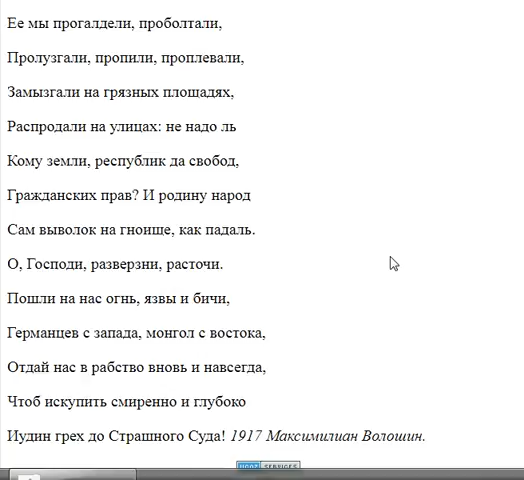 Ее мы прогалдели, проболтали,
Пролузгали, пропили, проплевали,
Замызгали на грязных площадях,
Распродали на улицах: не надо ль
Кому земли, республик да свобод,
Гражданских прав? И родину народ
Сам выволок на гноище, как падаль.
О, Господи, разверзни, расточи.
Пошли на нас огнь, язвы и бичи,
Германцев с запада, монгол с востока,
Отдай нас в рабство вновь и навсегда,
Чтоб искупить смиренно и глубоко
Иудин грех до Страшного Суда! 1917 Максимилиан Волошин.
UCOZ SERVICES